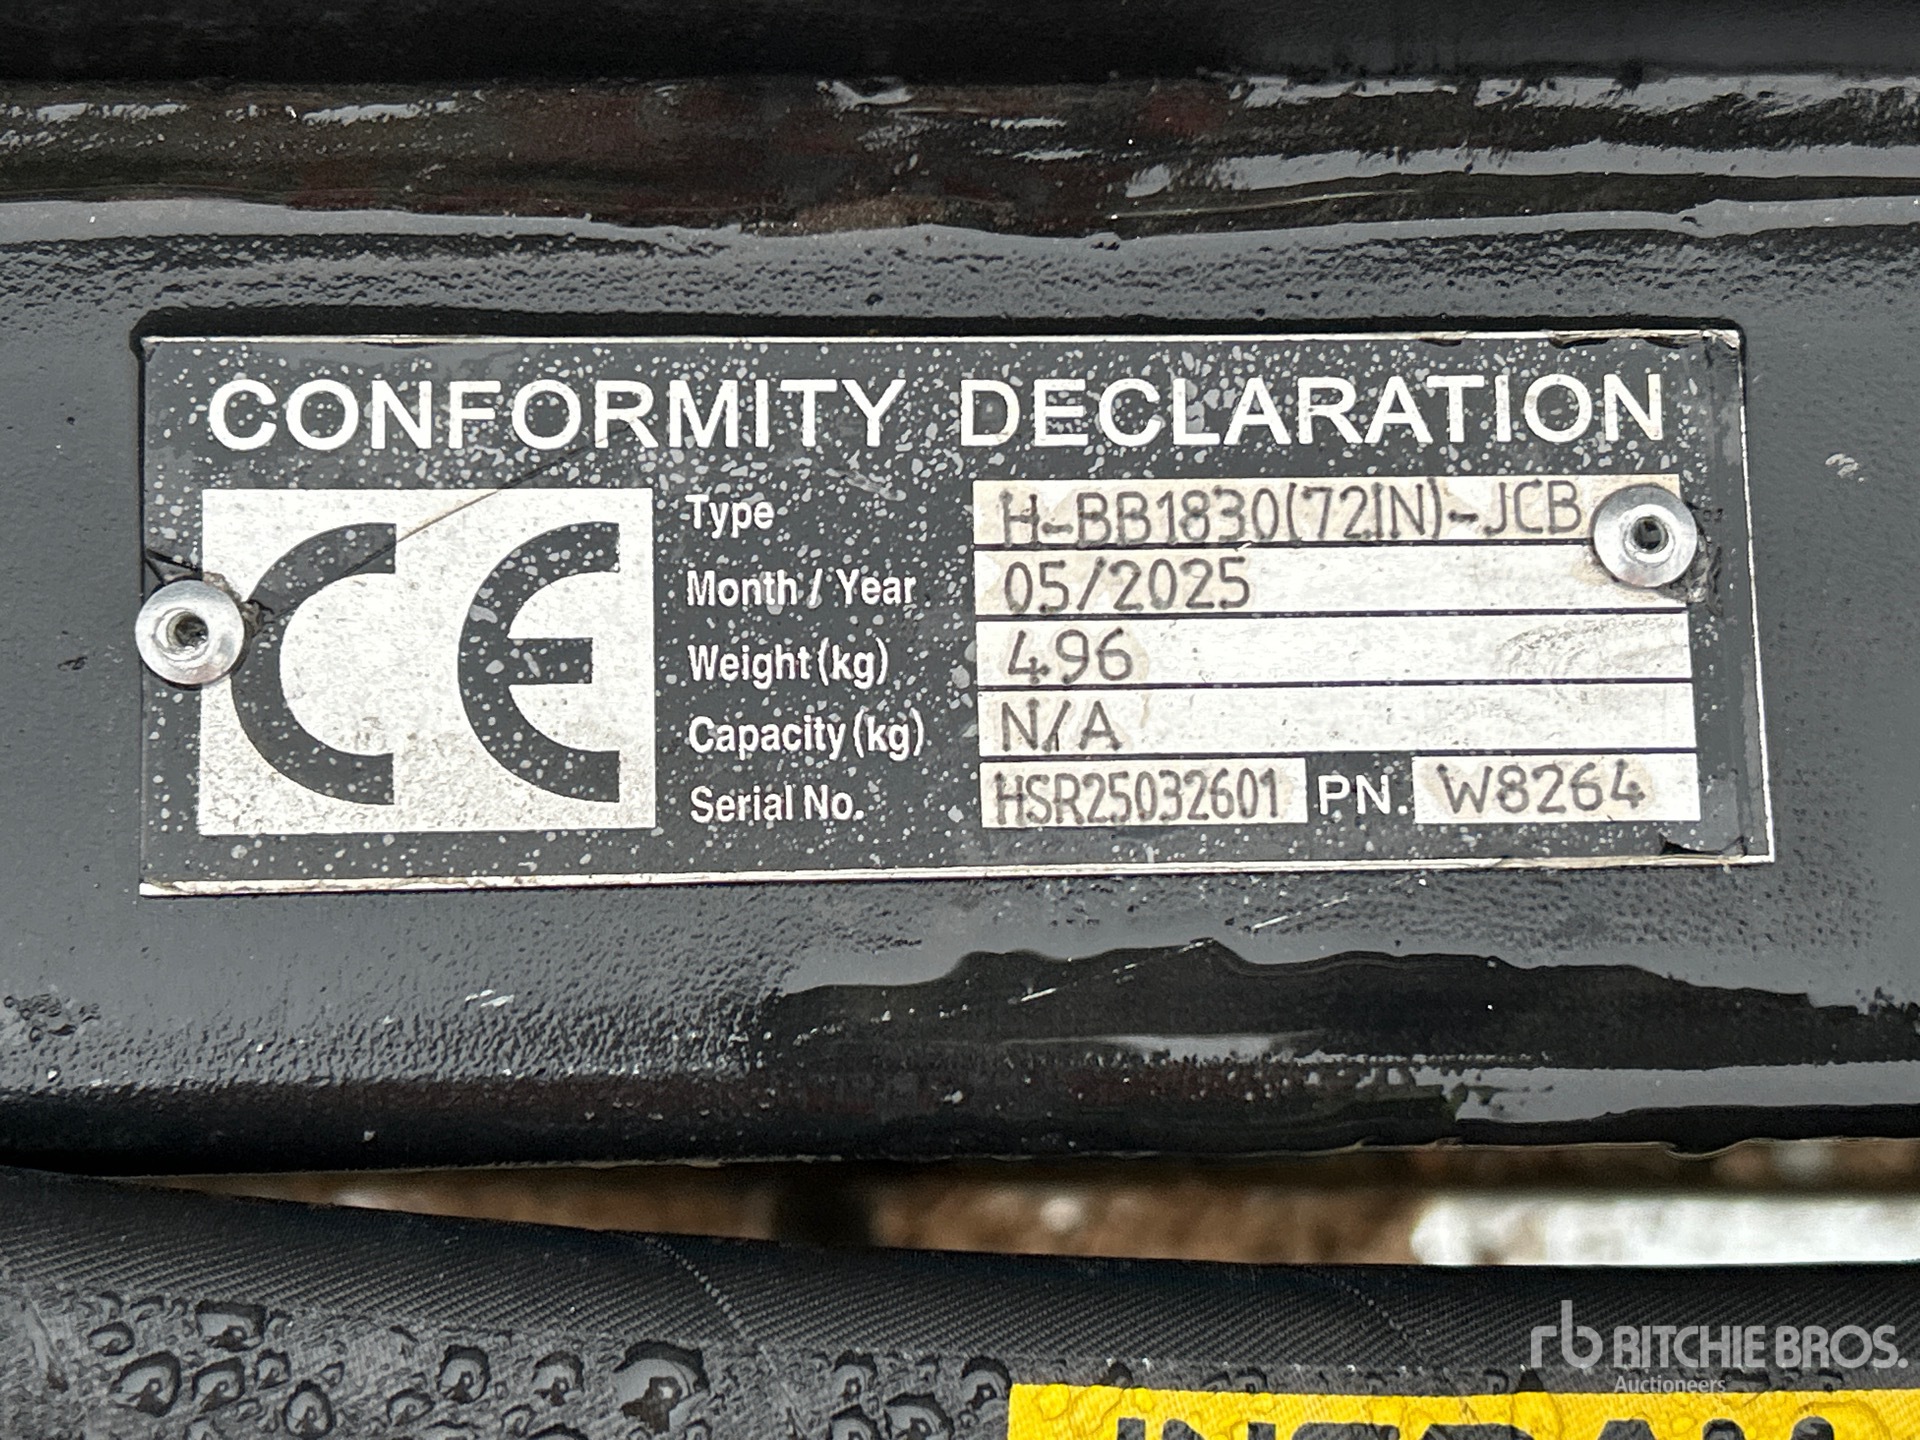 CONFORMITY DECLARATION
CE
Type H-BB1830(72IN)-JCB
Month / Year 05/2025
Weight (kg) 496
Capacity (kg) N/A
Serial No. HSR25032601 PN. W8264
rb RITCHIE BROS.
Auctioneers